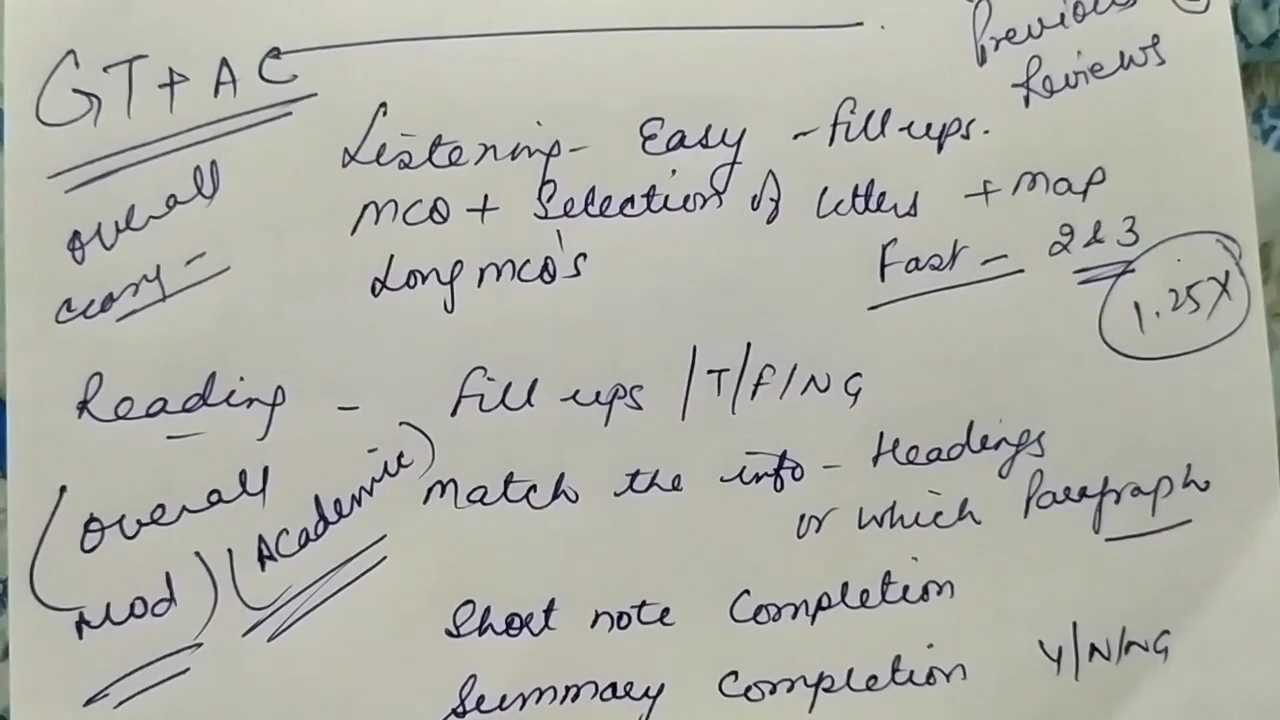 Previous
Reviews
GT + AC
Listening - Easy - fill ups.
MCQ + Selection of letters + Map
Long MCQ's
Fast - 2 & 3
1.25X
overall
easy -
Reading - fill ups / T/F/NG
Match the info - Headings
or which Paragraph
(overall
Mod)
(Academic)
Short note Completion
Summary Completion Y/N/NG